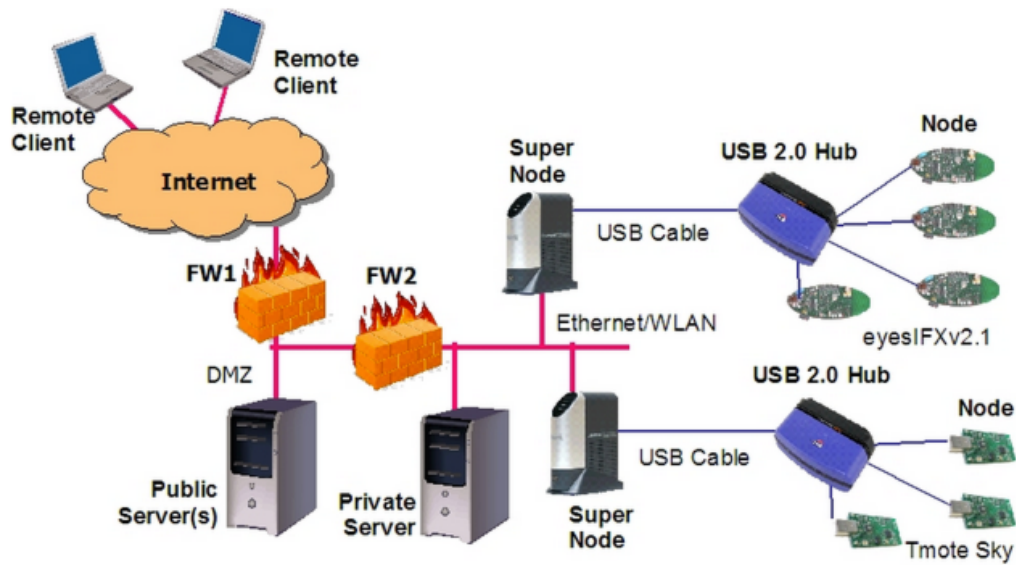 Remote
Client
Remote
Client
Internet
Super
Node
USB 2.0 Hub
Node
USB Cable
FW1
FW2
Ethernet/WLAN
eyesIFXv2.1
DMZ
USB 2.0 Hub
Node
USB Cable
Public
Server(s)
Private
Server
Super
Node
Tmote Sky